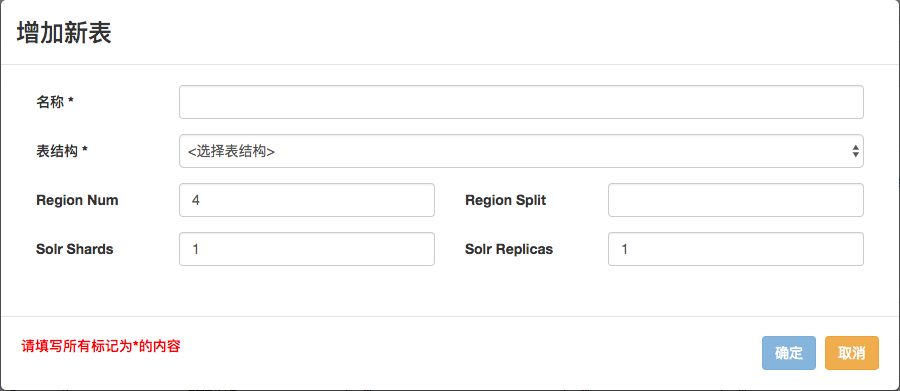 增加新表
名称 *
表结构 * <选择表结构>
Region Num 4 Region Split
Solr Shards 1 Solr Replicas 1
请填写所有标记为*的内容 确定 取消